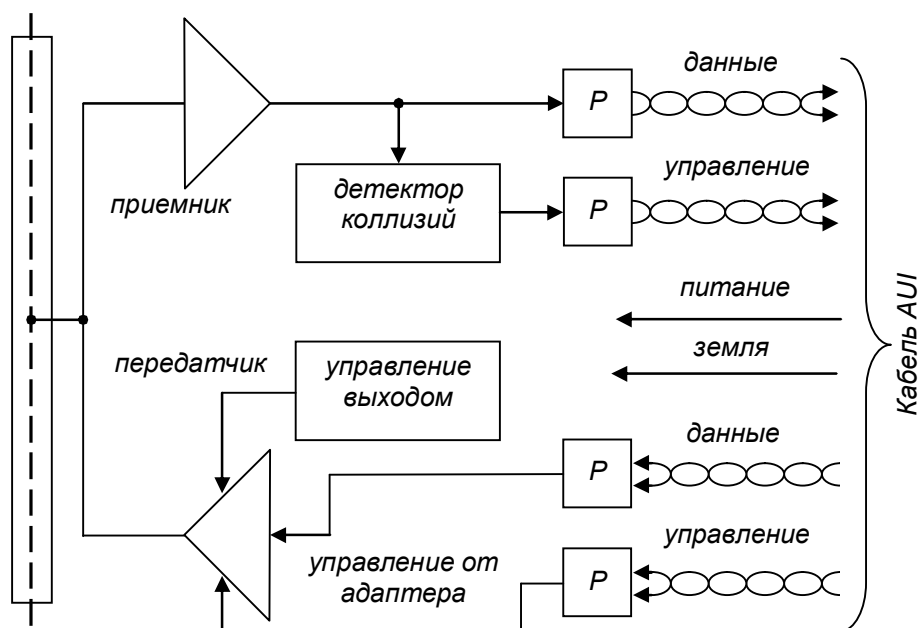 данные
Р
приемник
детектор
коллизий
управление
Р
питание
земля
Кабель AUI
передатчик
управление
выходом
данные
Р
управление от
адаптера
управление
Р